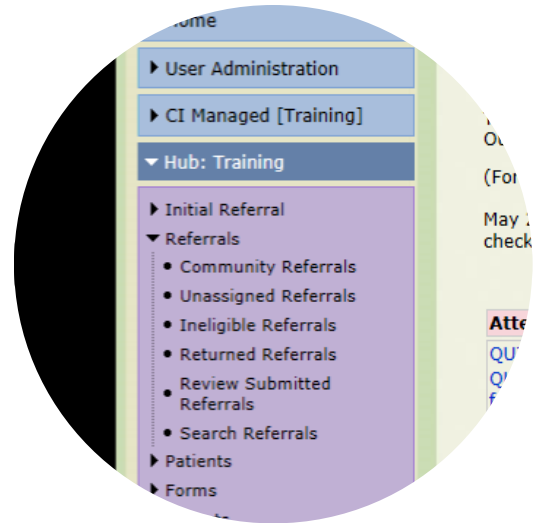 User Administration
CI Managed [Training]
Hub: Training
Initial Referral
(For
Referrals
May
check
Community Referrals
Unassigned Referrals
Ineligible Referrals
Returned Referrals
Review Submitted
Referrals
Search Referrals
Patients
Forms